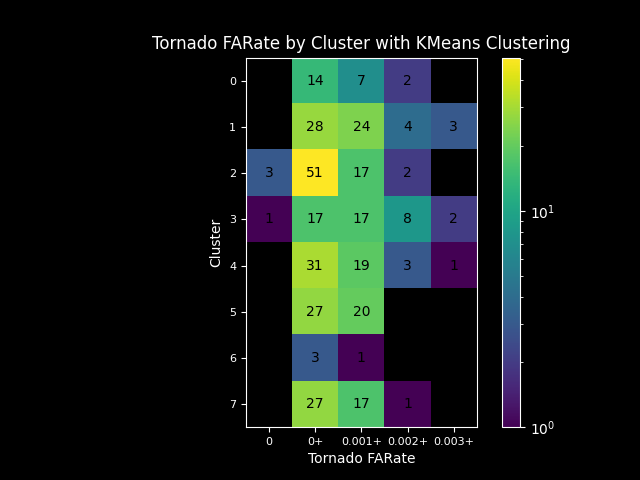 Tornado FARate by Cluster with KMeans Clustering
0 14 7 2
1 28 24 4 3
2 3 51 17 2
3 1 17 17 8 2
4 31 19 3 1
5 27 20
6 3 1
7 27 17 1
0 0+ 0.001+ 0.002+ 0.003+
Tornado FARate
Cluster
10¹
10⁰